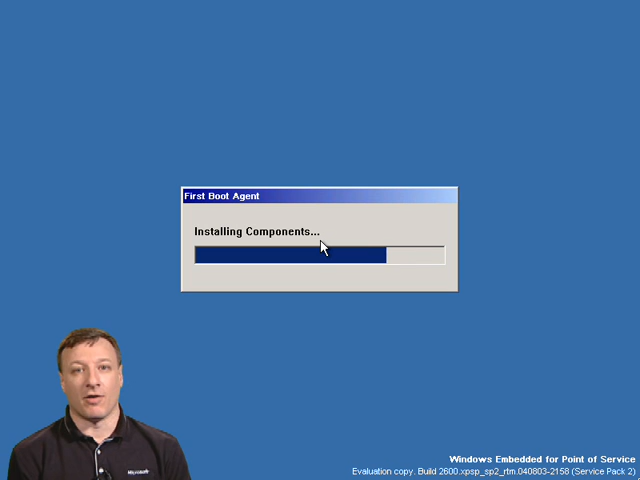 First Boot Agent
Installing Components...
Microsoft
Windows Embedded for Point of Service
Evaluation copy. Build 2600.xpsp_sp2_rtm.040803-2158 (Service Pack 2)